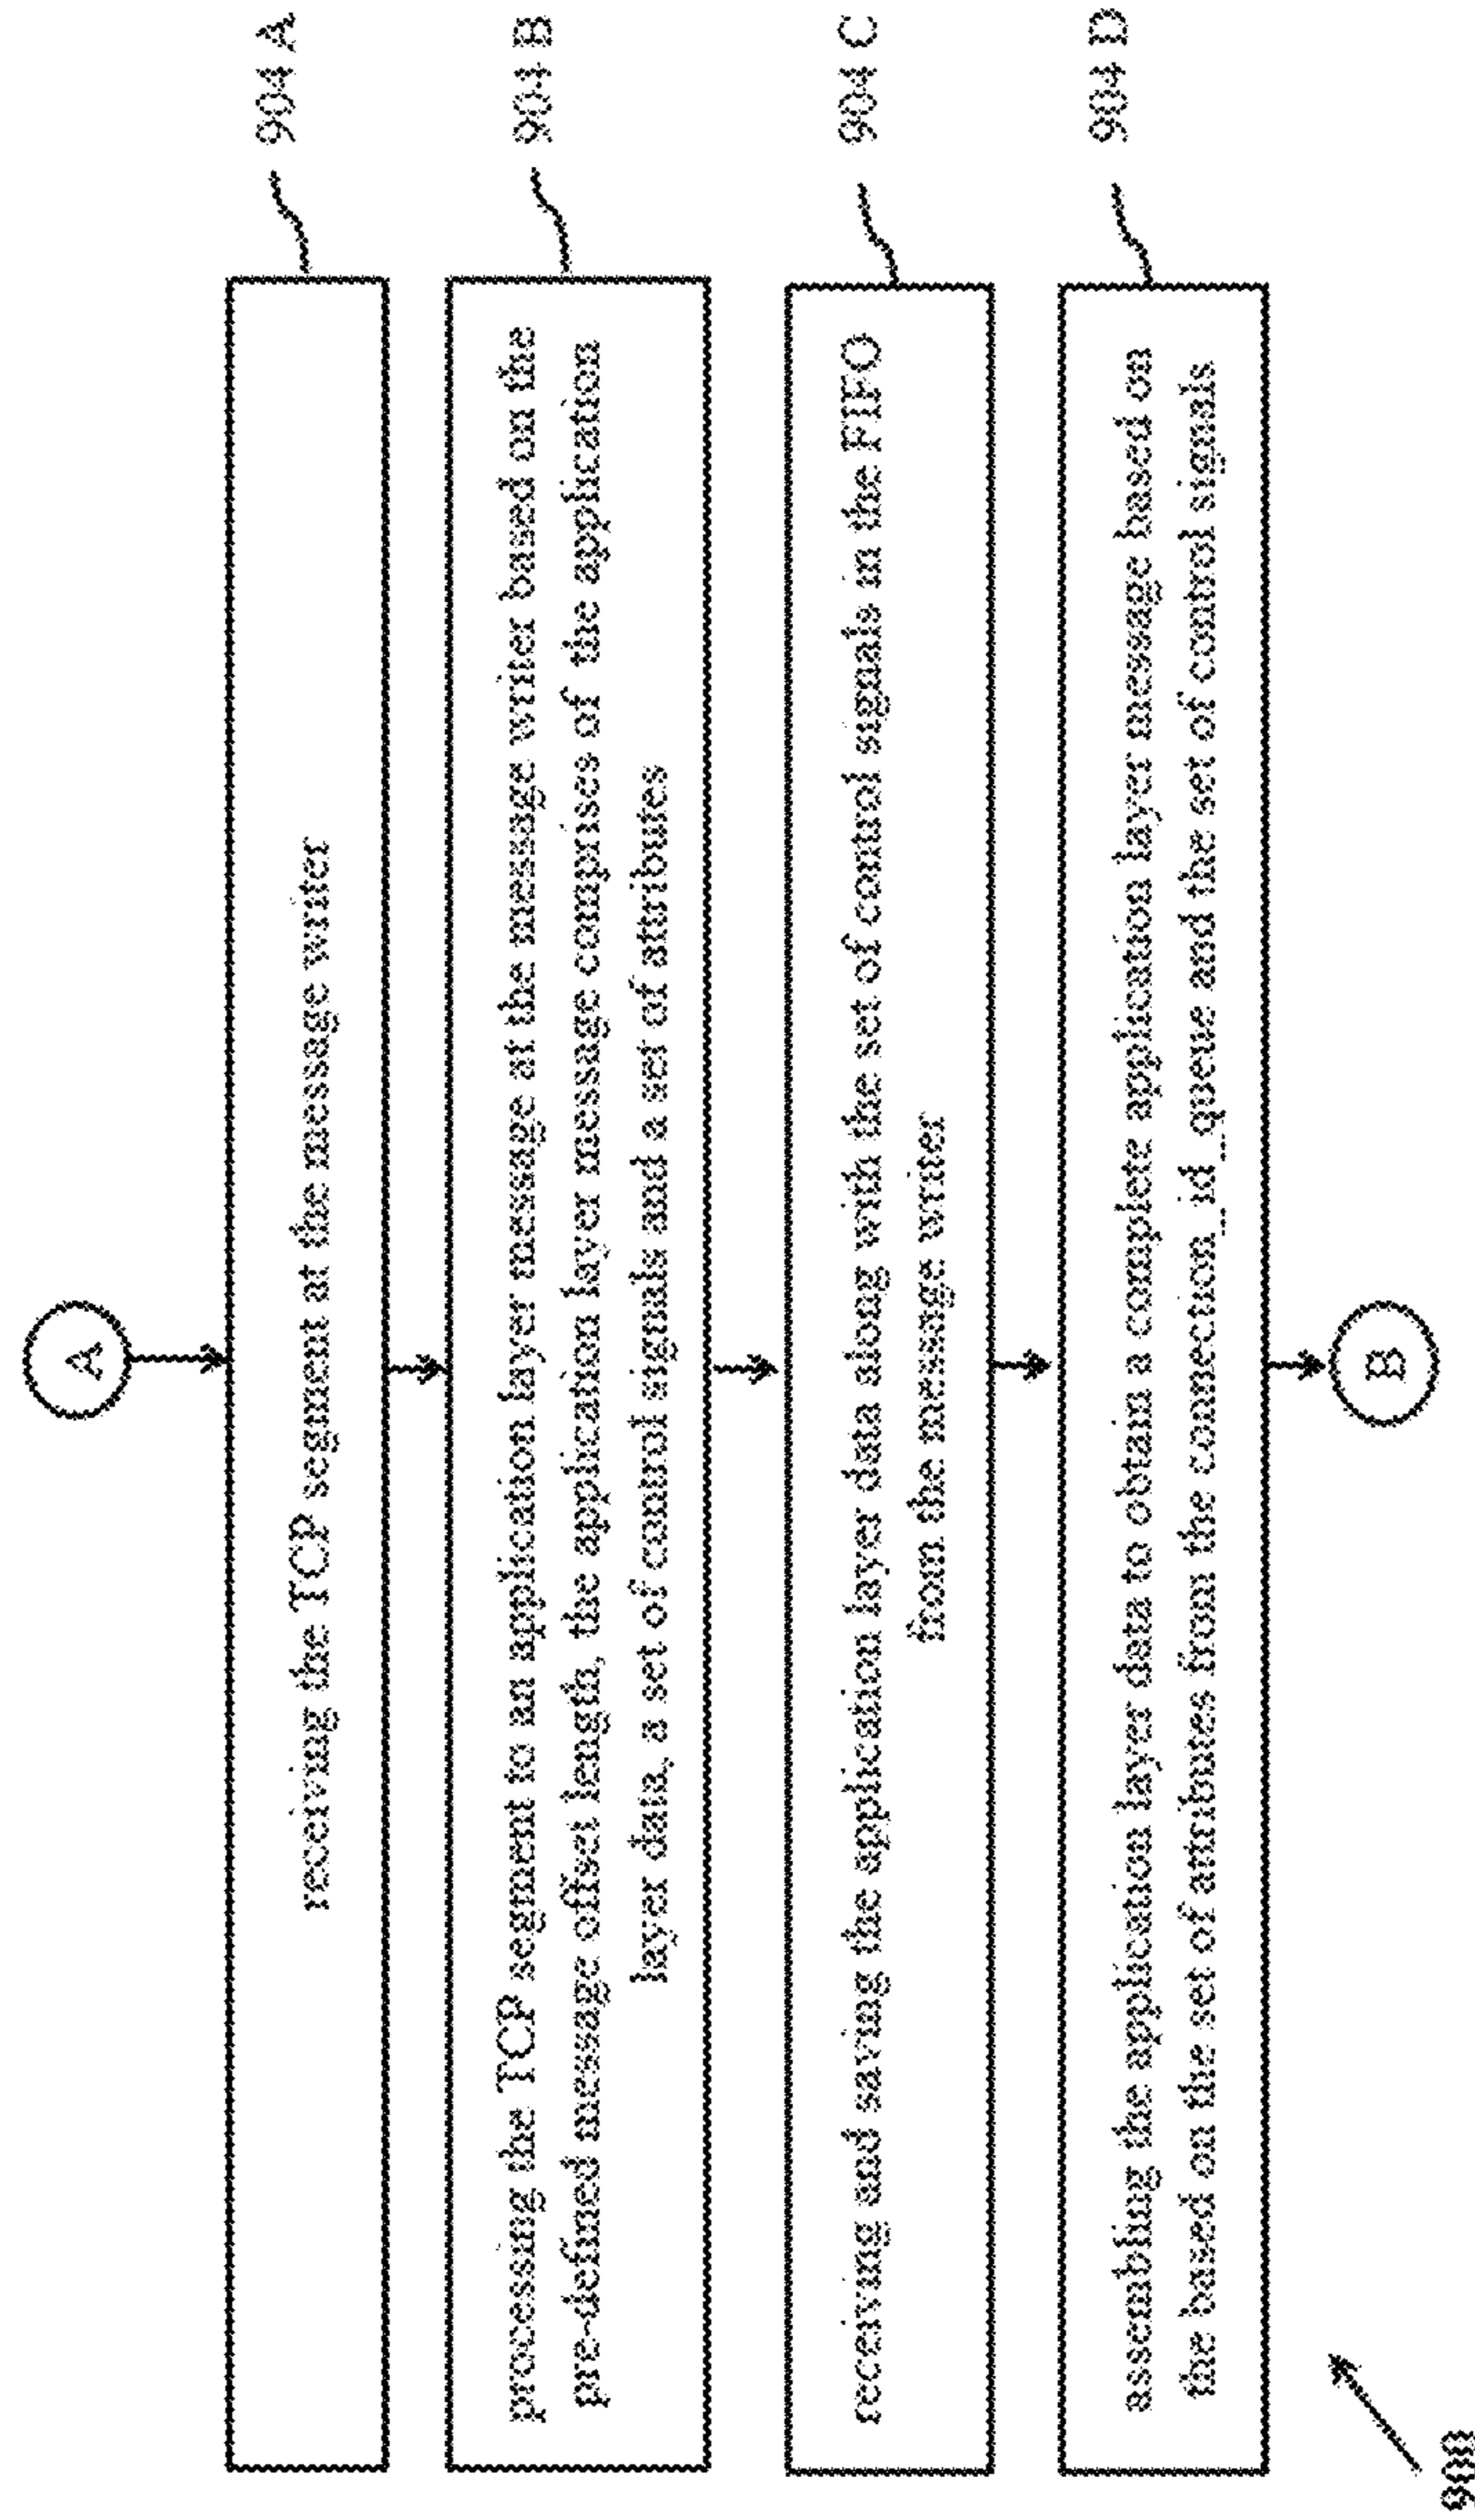 A
receiving the TCP segment at the message writer
904 A
processing the TCP segment to an application layer message at the message writer based on the
pre-defined message offset length, the application layer message comprises of the application
layer data, a set of control signals and a set of attributes
904 B
receiving and saving the application layer data along with the set of control signals in the FIFO
from the message writer
904 C
assembling the application layer data to obtain a complete application layer message based on
the based on the set of attributes from the connection_id_queue and the set of control signals
904 D
B
900